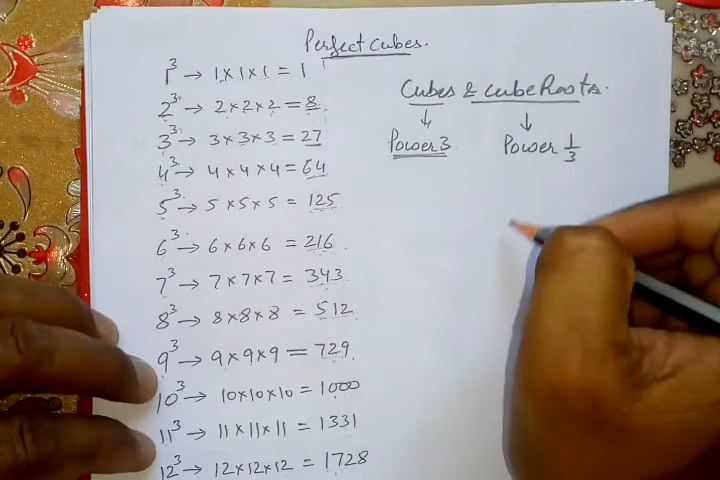 Perfect Cubes.
1³ → 1×1×1 = 1
2³ → 2×2×2 = 8.
3³ → 3×3×3 = 27
4³ → 4×4×4 = 64
5³ → 5×5×5 = 125
6³ → 6×6×6 = 216
7³ → 7×7×7 = 343
8³ → 8×8×8 = 512
9³ → 9×9×9 = 729.
10³ → 10×10×10 = 1000
11³ → 11×11×11 = 1331
12³ → 12×12×12 = 1728
Cubes & cube Roots.
↓ ↓
Power 3 Power 1/3